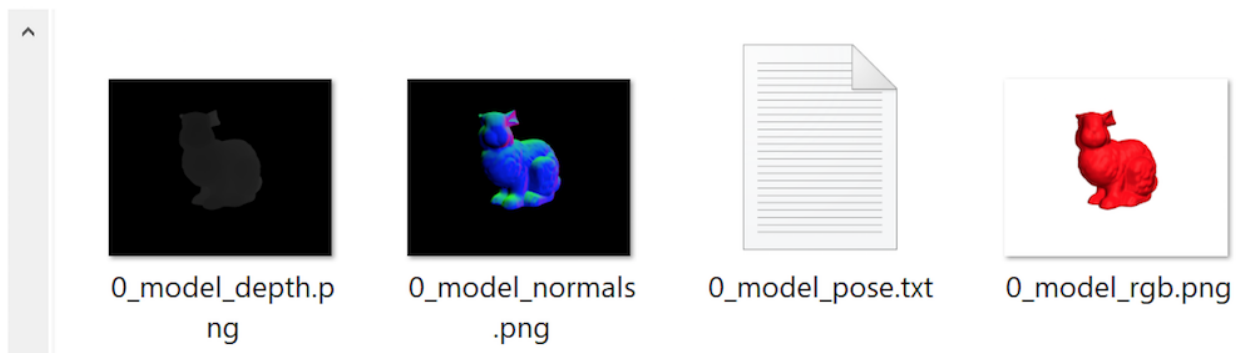 0_model_depth.p
ng
0_model_normals
.png
0_model_pose.txt
0_model_rgb.png